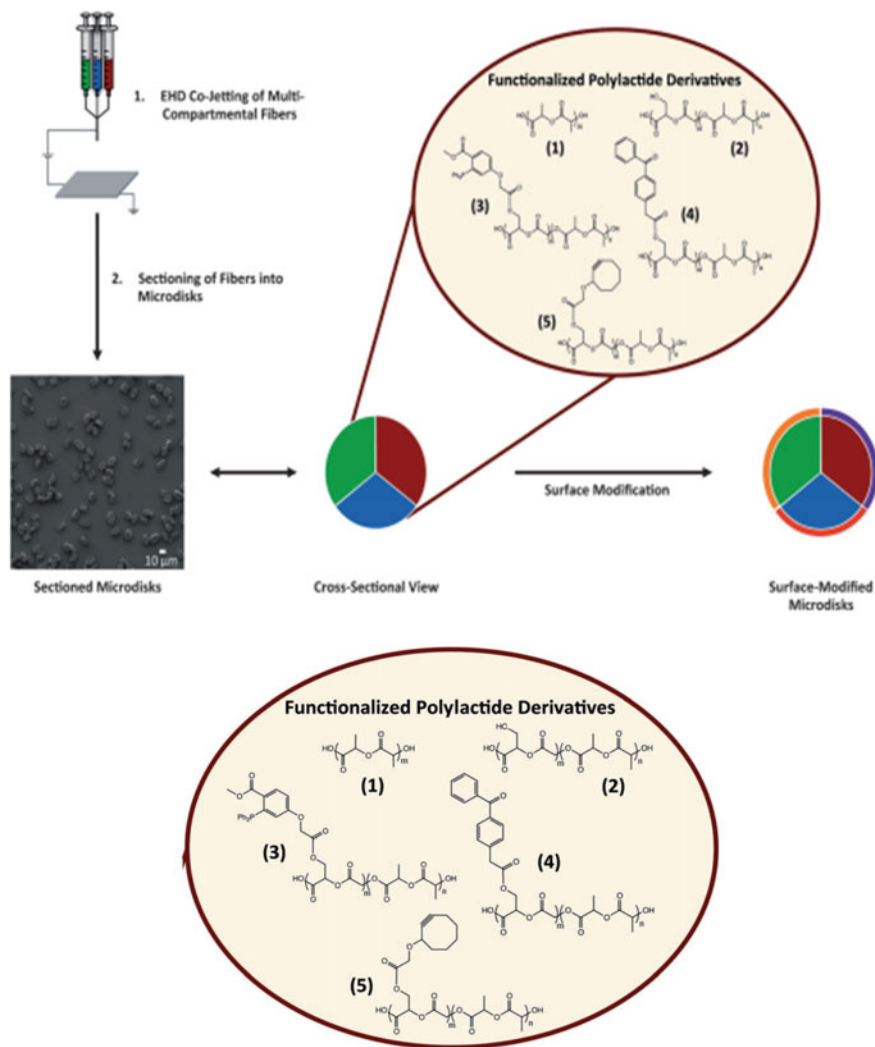 1. EHD Co-Jetting of Multi-
Compartmental Fibers
2. Sectioning of Fibers into
Microdisks
10 µm
Sectioned Microdisks
Cross-Sectional View
Surface Modification
Surface-Modified
Microdisks
Functionalized Polylactide Derivatives
(1)
(2)
(3)
(4)
(5)
Functionalized Polylactide Derivatives
(1)
(2)
(3)
(4)
(5)